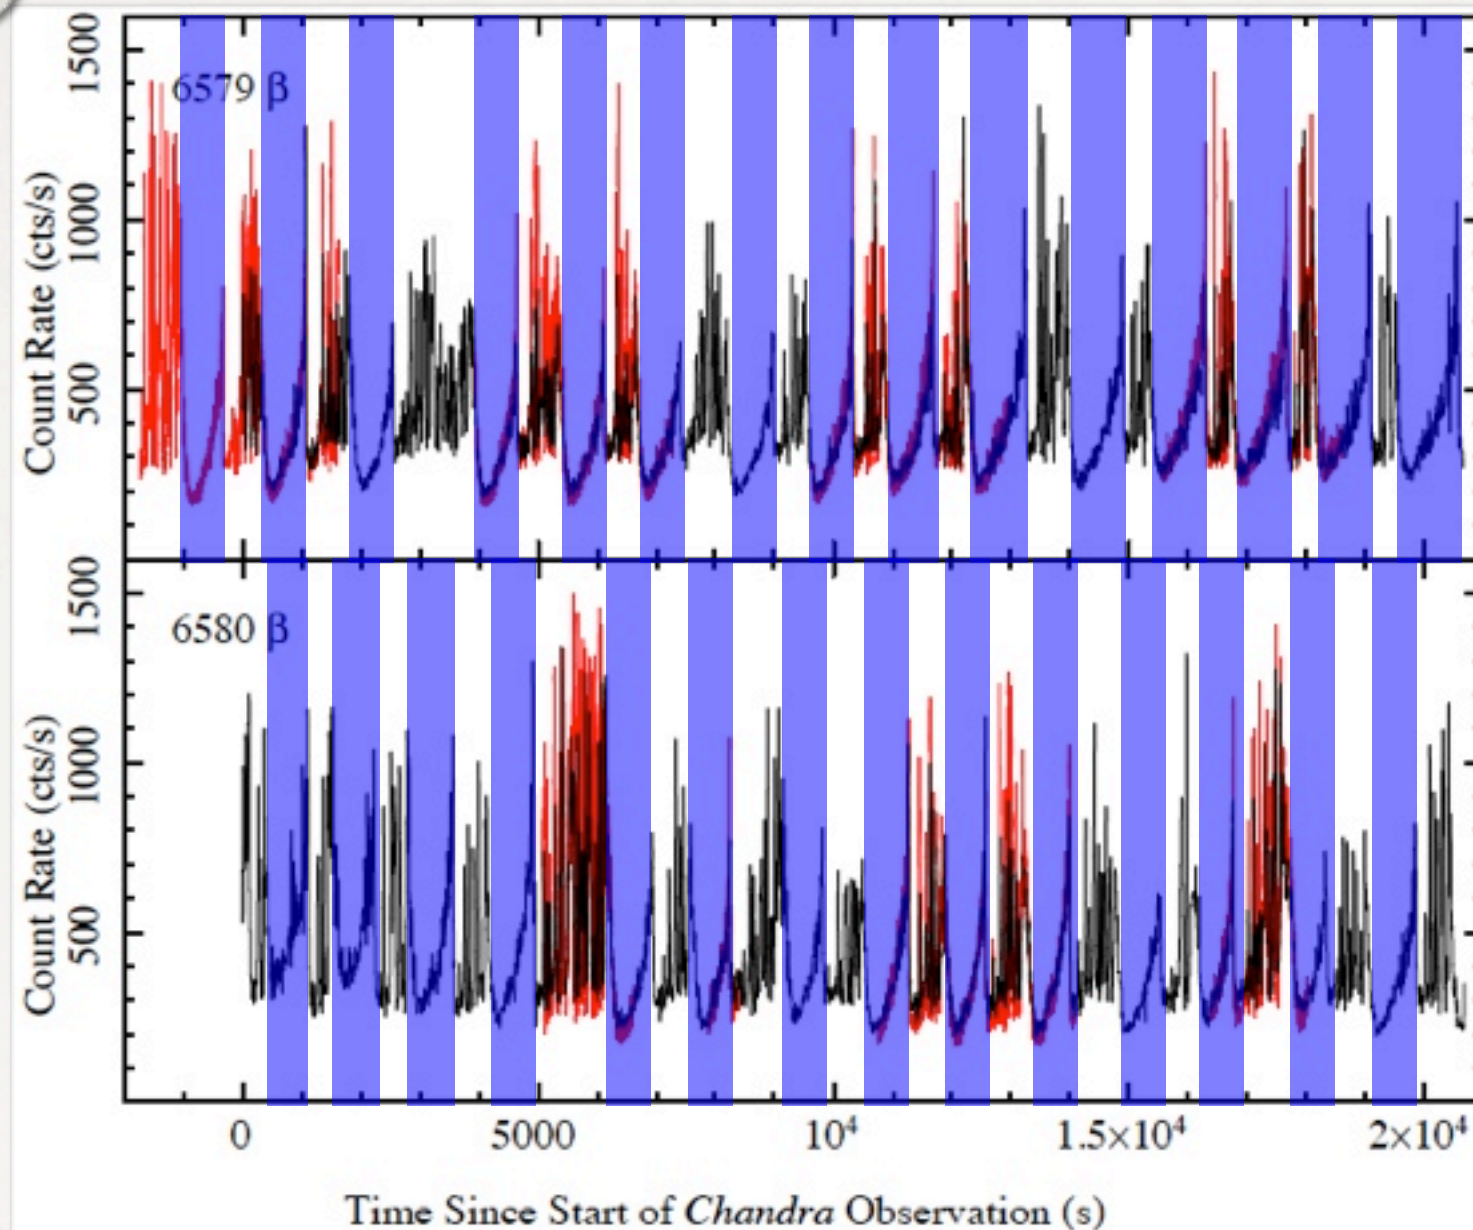 1500
6579 β
1000
Count Rate (cts/s)
500
1500
6580 β
1000
Count Rate (cts/s)
500
0 5000 10⁴ 1.5×10⁴ 2×10⁴
Time Since Start of Chandra Observation (s)